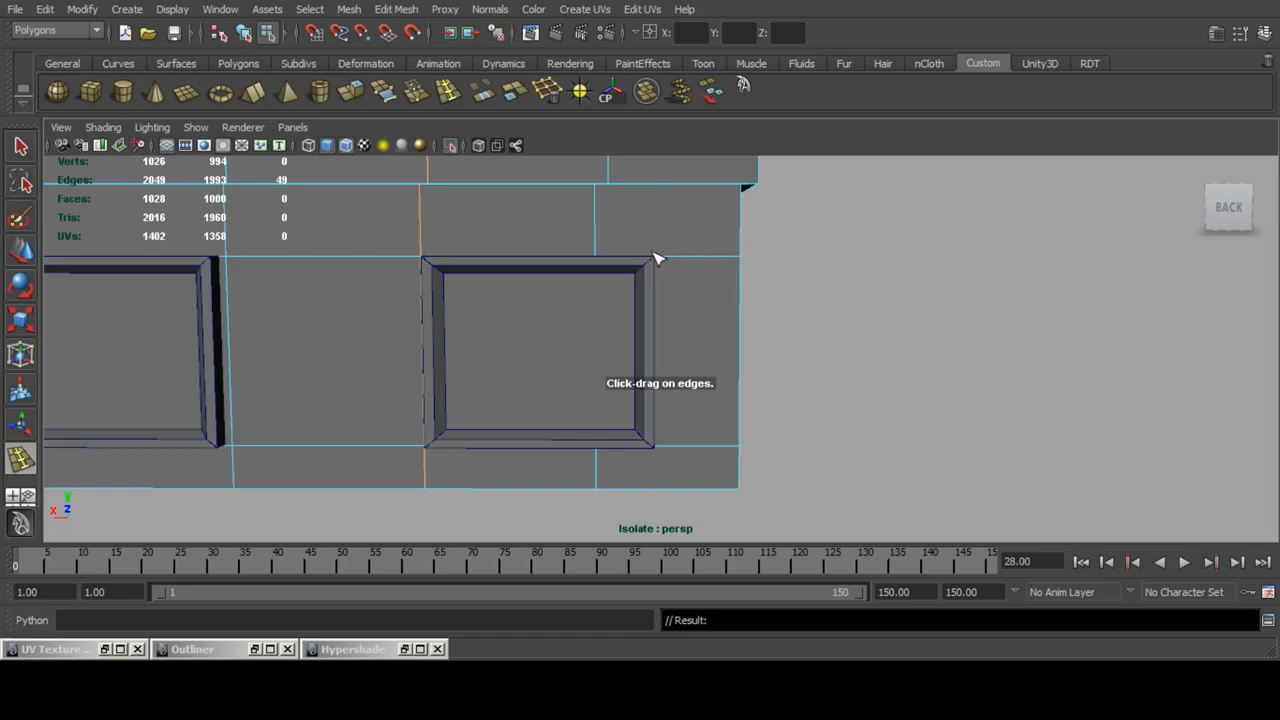 File Edit Modify Create Display Window Assets Select Mesh Edit Mesh Proxy Normals Color Create UVs Edit UVs Help
Polygons X: Y: Z:
General Curves Surfaces Polygons Subdivs Deformation Animation Dynamics Rendering PaintEffects Toon Muscle Fluids Fur Hair nCloth Custom Unity3D RDT
CP
View Shading Lighting Show Renderer Panels
Verts: 1026 994 0
Edges: 2049 1993 49
Faces: 1028 1000 0
Tris: 2016 1960 0
UVs: 1402 1358 0
BACK
Click-drag on edges.
Y
X Z
Isolate : persp
0 5 10 15 20 25 30 35 40 45 50 55 60 65 70 75 80 85 90 95 100 105 110 115 120 125 130 135 140 145 15 28.00
1.00 1.00 1 150 150.00 150.00 No Anim Layer No Character Set
Python // Result:
UV Texture ... Outliner Hypershade